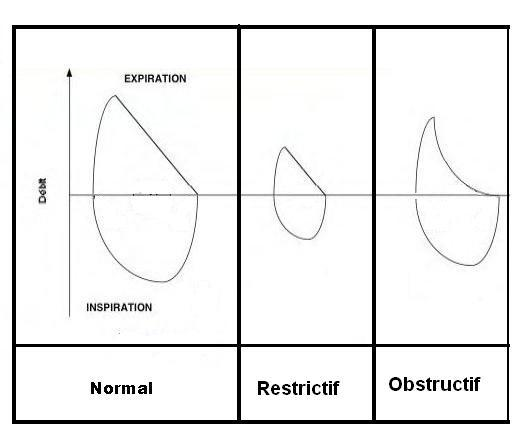 EXPIRATION
Débit
INSPIRATION
Normal
Restrictif
Obstructif